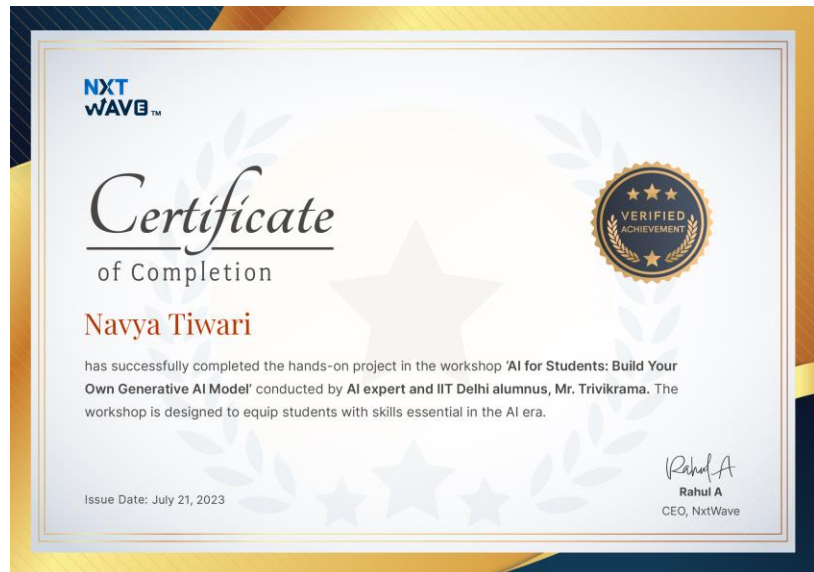 NXT
WAVE TM
Certificate
of Completion
VERIFIED
ACHIEVEMENT
Navya Tiwari
has successfully completed the hands-on project in the workshop 'AI for Students: Build Your
Own Generative AI Model' conducted by AI expert and IIT Delhi alumnus, Mr. Trivikrama. The
workshop is designed to equip students with skills essential in the AI era.
Issue Date: July 21, 2023
Rahul A
Rahul A
CEO, NxtWave